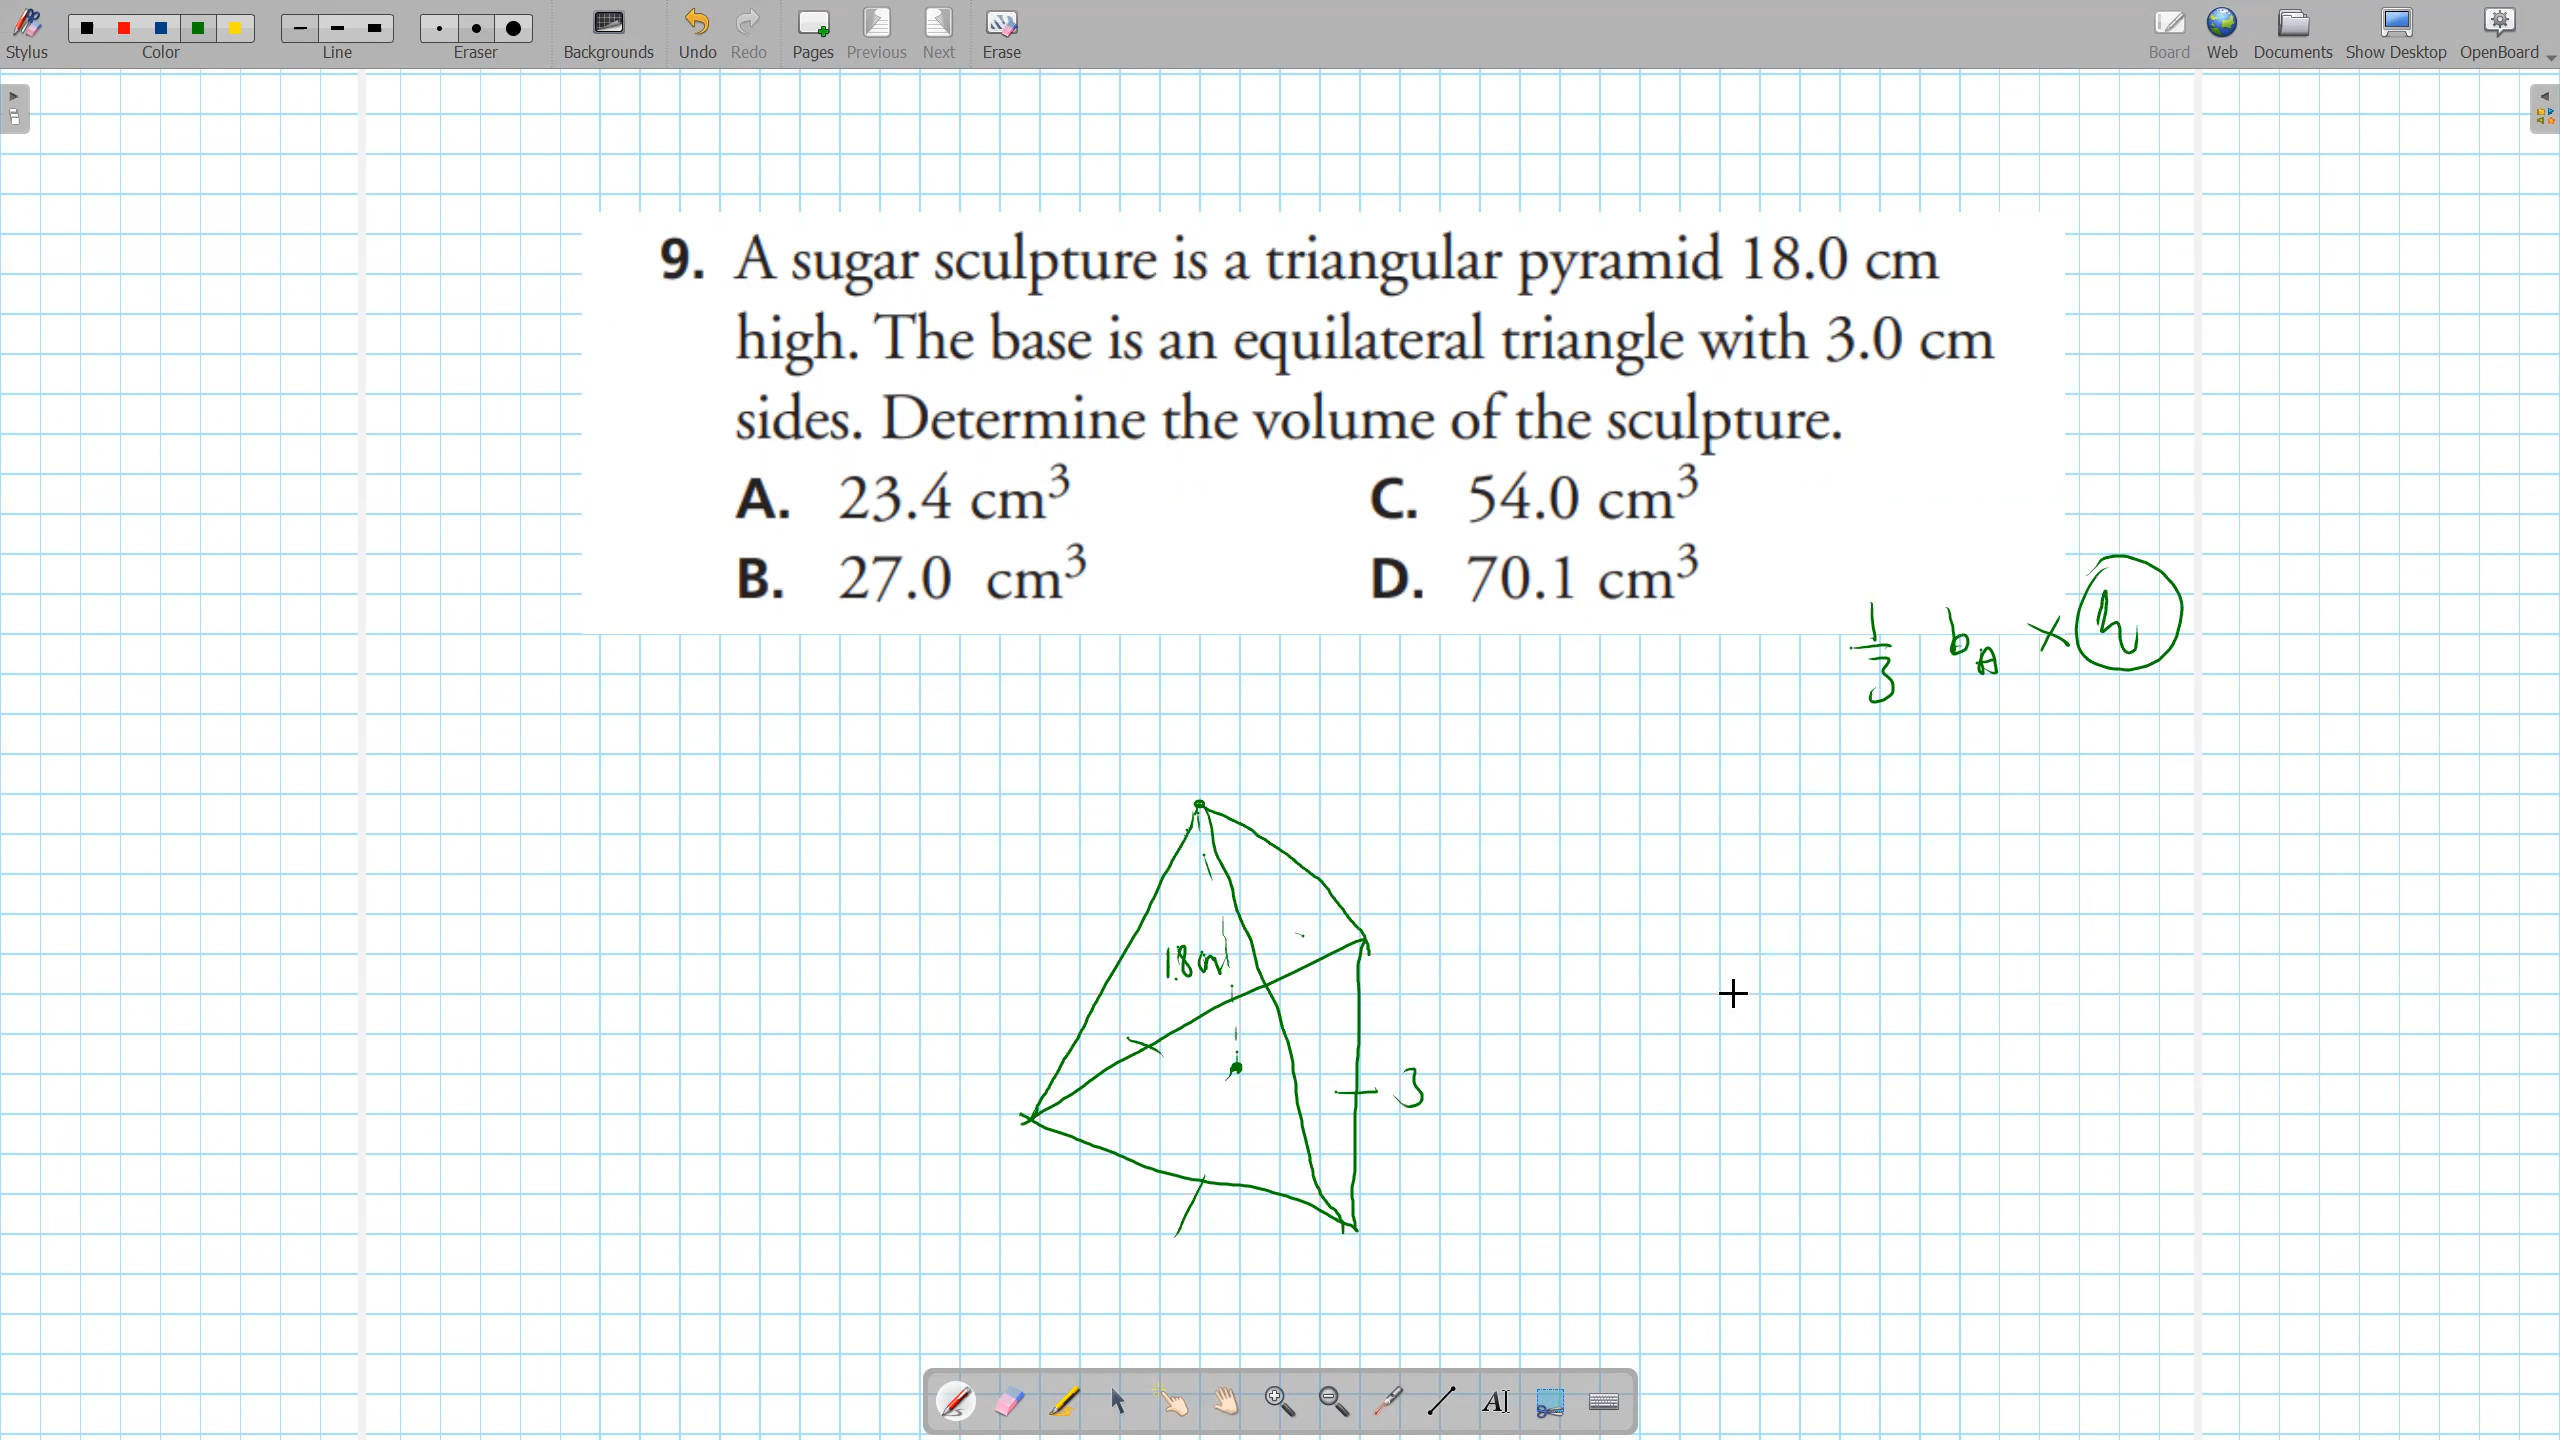 Stylus Color Line Eraser Backgrounds Undo Redo Pages Previous Next Erase Board Web Documents Show Desktop OpenBoard
9. A sugar sculpture is a triangular pyramid 18.0 cm
high. The base is an equilateral triangle with 3.0 cm
sides. Determine the volume of the sculpture.
A. 23.4 cm³ C. 54.0 cm³
B. 27.0 cm³ D. 70.1 cm³
1/3 b_A × h
18cm
3